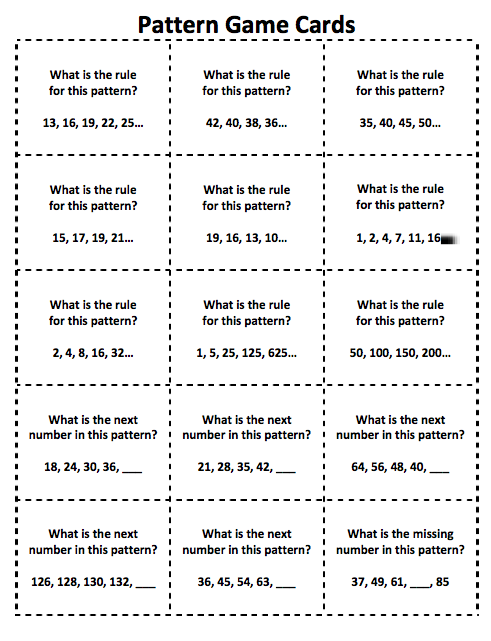 Pattern Game Cards
What is the rule
for this pattern?
13, 16, 19, 22, 25...
What is the rule
for this pattern?
42, 40, 38, 36...
What is the rule
for this pattern?
35, 40, 45, 50...
What is the rule
for this pattern?
15, 17, 19, 21...
What is the rule
for this pattern?
19, 16, 13, 10...
What is the rule
for this pattern?
1, 2, 4, 7, 11, 16
What is the rule
for this pattern?
2, 4, 8, 16, 32...
What is the rule
for this pattern?
1, 5, 25, 125, 625...
What is the rule
for this pattern?
50, 100, 150, 200...
What is the next
number in this pattern?
18, 24, 30, 36, ___
What is the next
number in this pattern?
21, 28, 35, 42, ___
What is the next
number in this pattern?
64, 56, 48, 40, ___
What is the next
number in this pattern?
126, 128, 130, 132, ___
What is the next
number in this pattern?
36, 45, 54, 63, ___
What is the missing
number in this pattern?
37, 49, 61, ___, 85